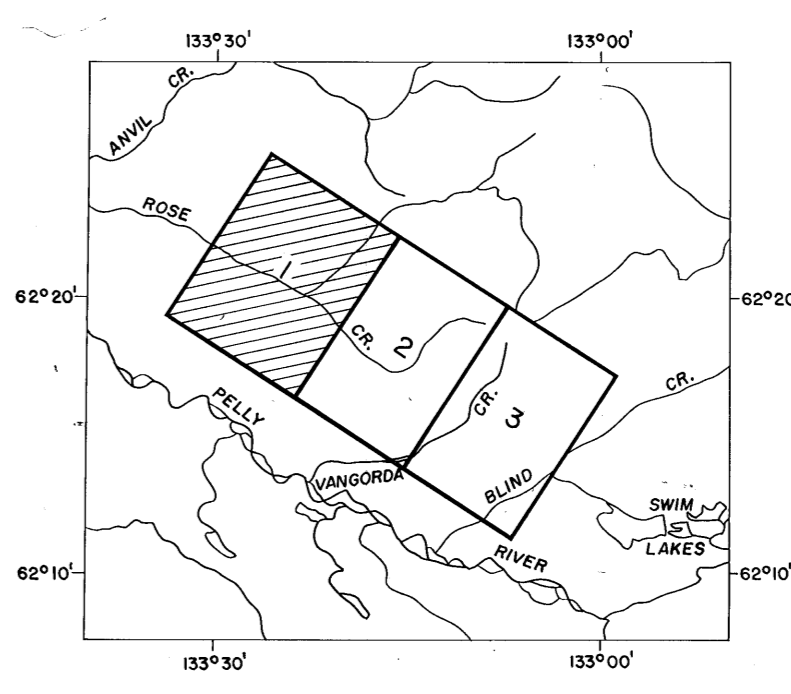 133°30'
133°00'
ANVIL CR.
ROSE
62°20'
62°20
1
CR.
2
PELLY
CR.
CR.
3
VANGORDA
BLIND
SWIM
LAKES
RIVER
62°10'
62°10'
133°30'
133°00'